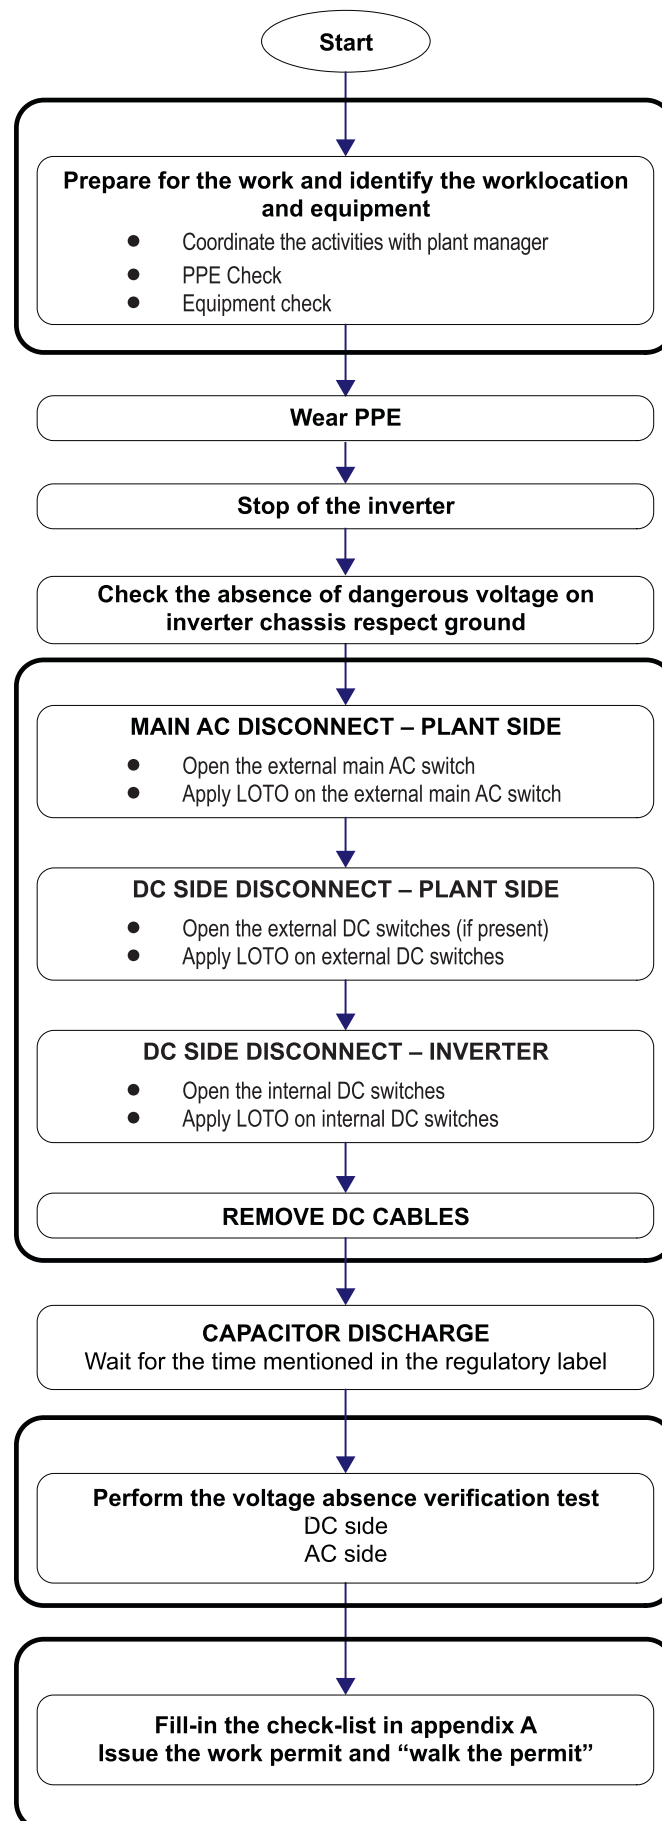 Start
Prepare for the work and identify the worklocation
and equipment
● Coordinate the activities with plant manager
● PPE Check
● Equipment check
Wear PPE
Stop of the inverter
Check the absence of dangerous voltage on
inverter chassis respect ground
MAIN AC DISCONNECT – PLANT SIDE
● Open the external main AC switch
● Apply LOTO on the external main AC switch
DC SIDE DISCONNECT – PLANT SIDE
● Open the external DC switches (if present)
● Apply LOTO on external DC switches
DC SIDE DISCONNECT – INVERTER
● Open the internal DC switches
● Apply LOTO on internal DC switches
REMOVE DC CABLES
CAPACITOR DISCHARGE
Wait for the time mentioned in the regulatory label
Perform the voltage absence verification test
DC side
AC side
Fill-in the check-list in appendix A
Issue the work permit and “walk the permit”